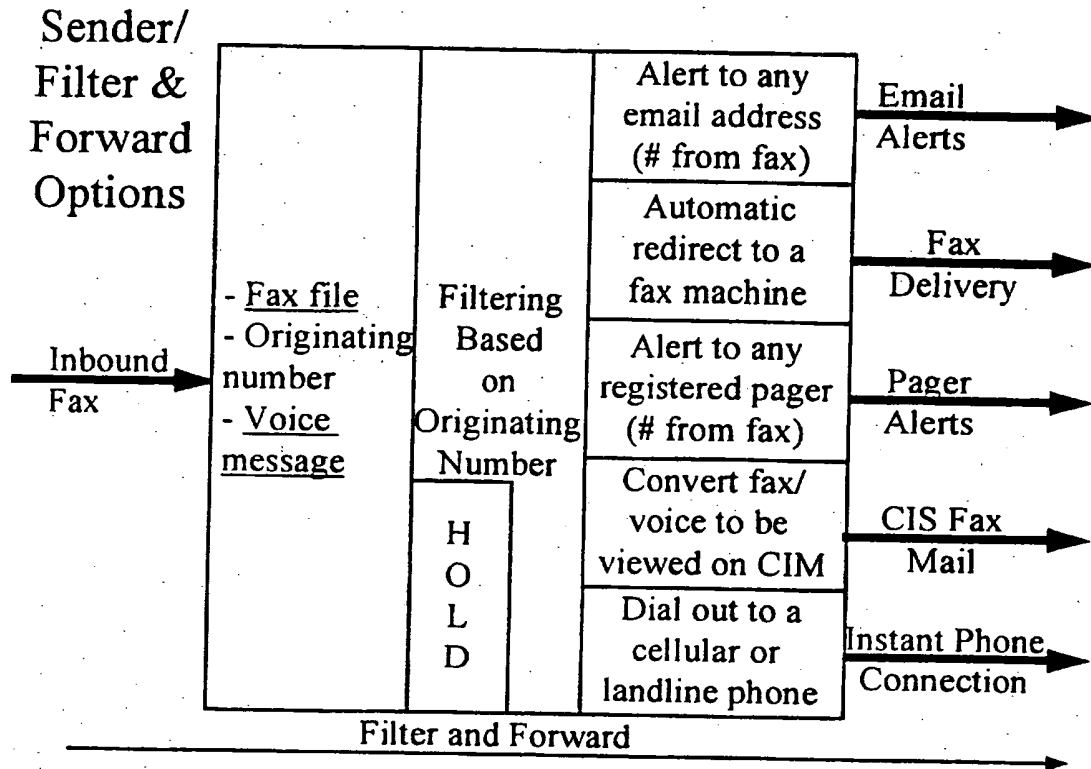 Sender/
Filter &
Forward
Options
Inbound
Fax
- Fax file
- Originating
number
- Voice
message
Filtering
Based
on
Originating
Number
H
O
L
D
Alert to any
email address
(# from fax)
Automatic
redirect to a
fax machine
Alert to any
registered pager
(# from fax)
Convert fax/
voice to be
viewed on CIM
Dial out to a
cellular or
landline phone
Email
Alerts
Fax
Delivery
Pager
Alerts
CIS Fax
Mail
Instant Phone
Connection
Filter and Forward